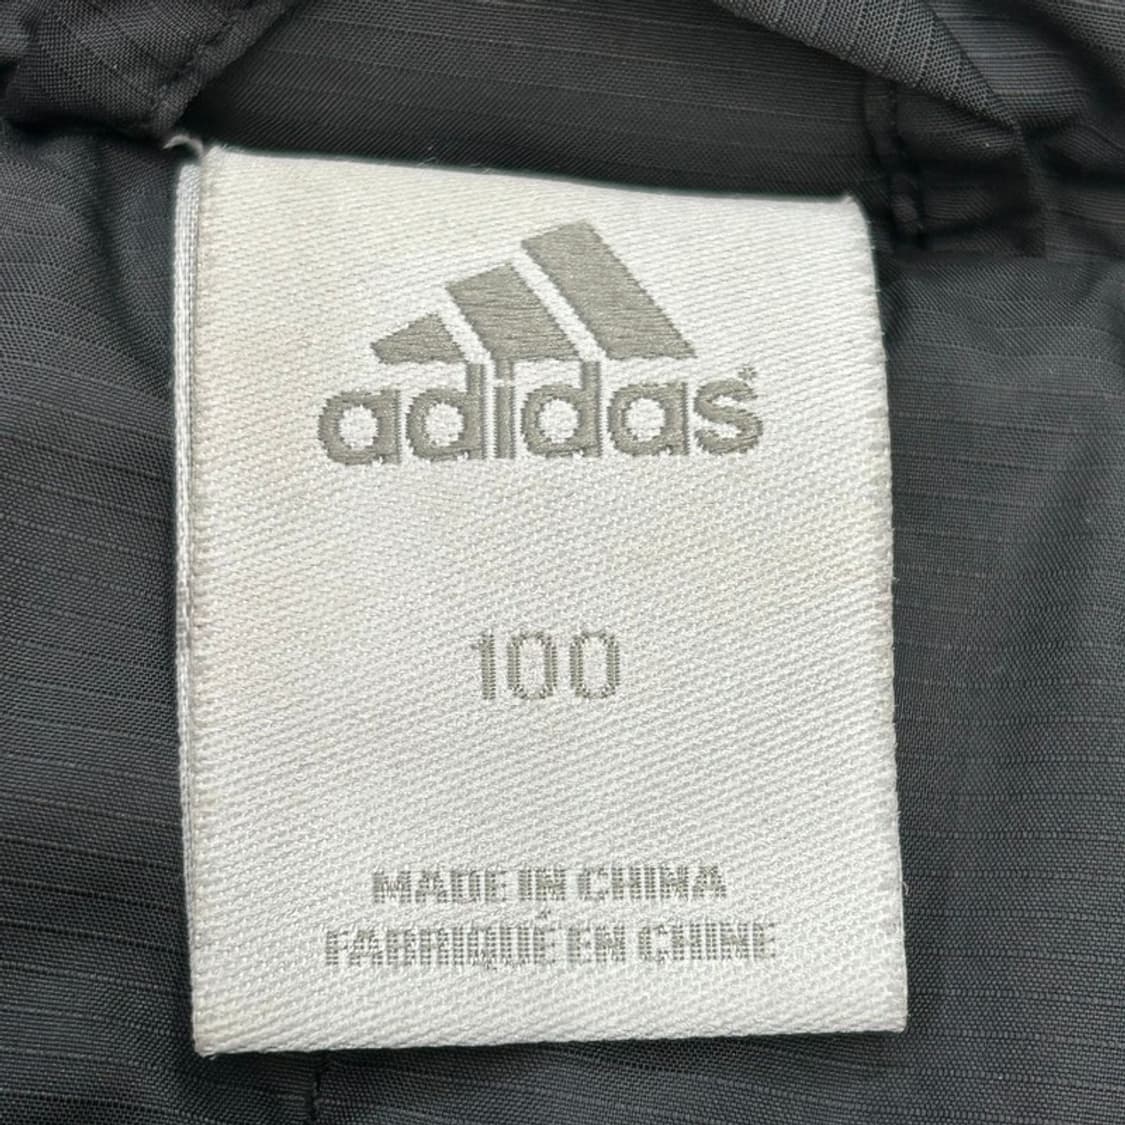 adidas®
100
MADE IN CHINA
FABRIQUÉ EN CHINE